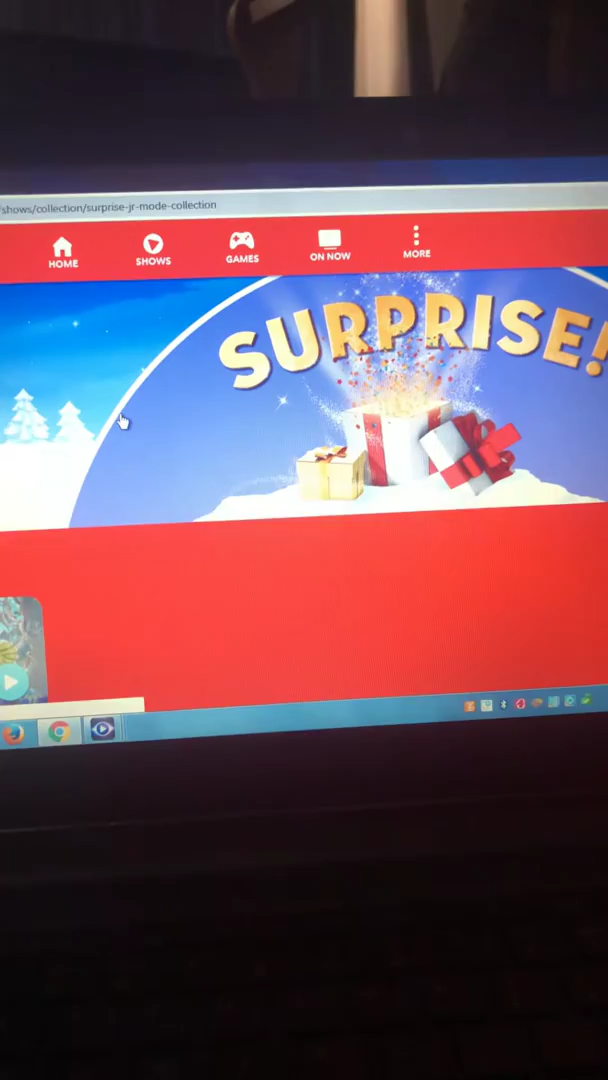 /shows/collection/surprise-jr-mode-collection
HOME
SHOWS
GAMES
ON NOW
MORE
SURPRISE!